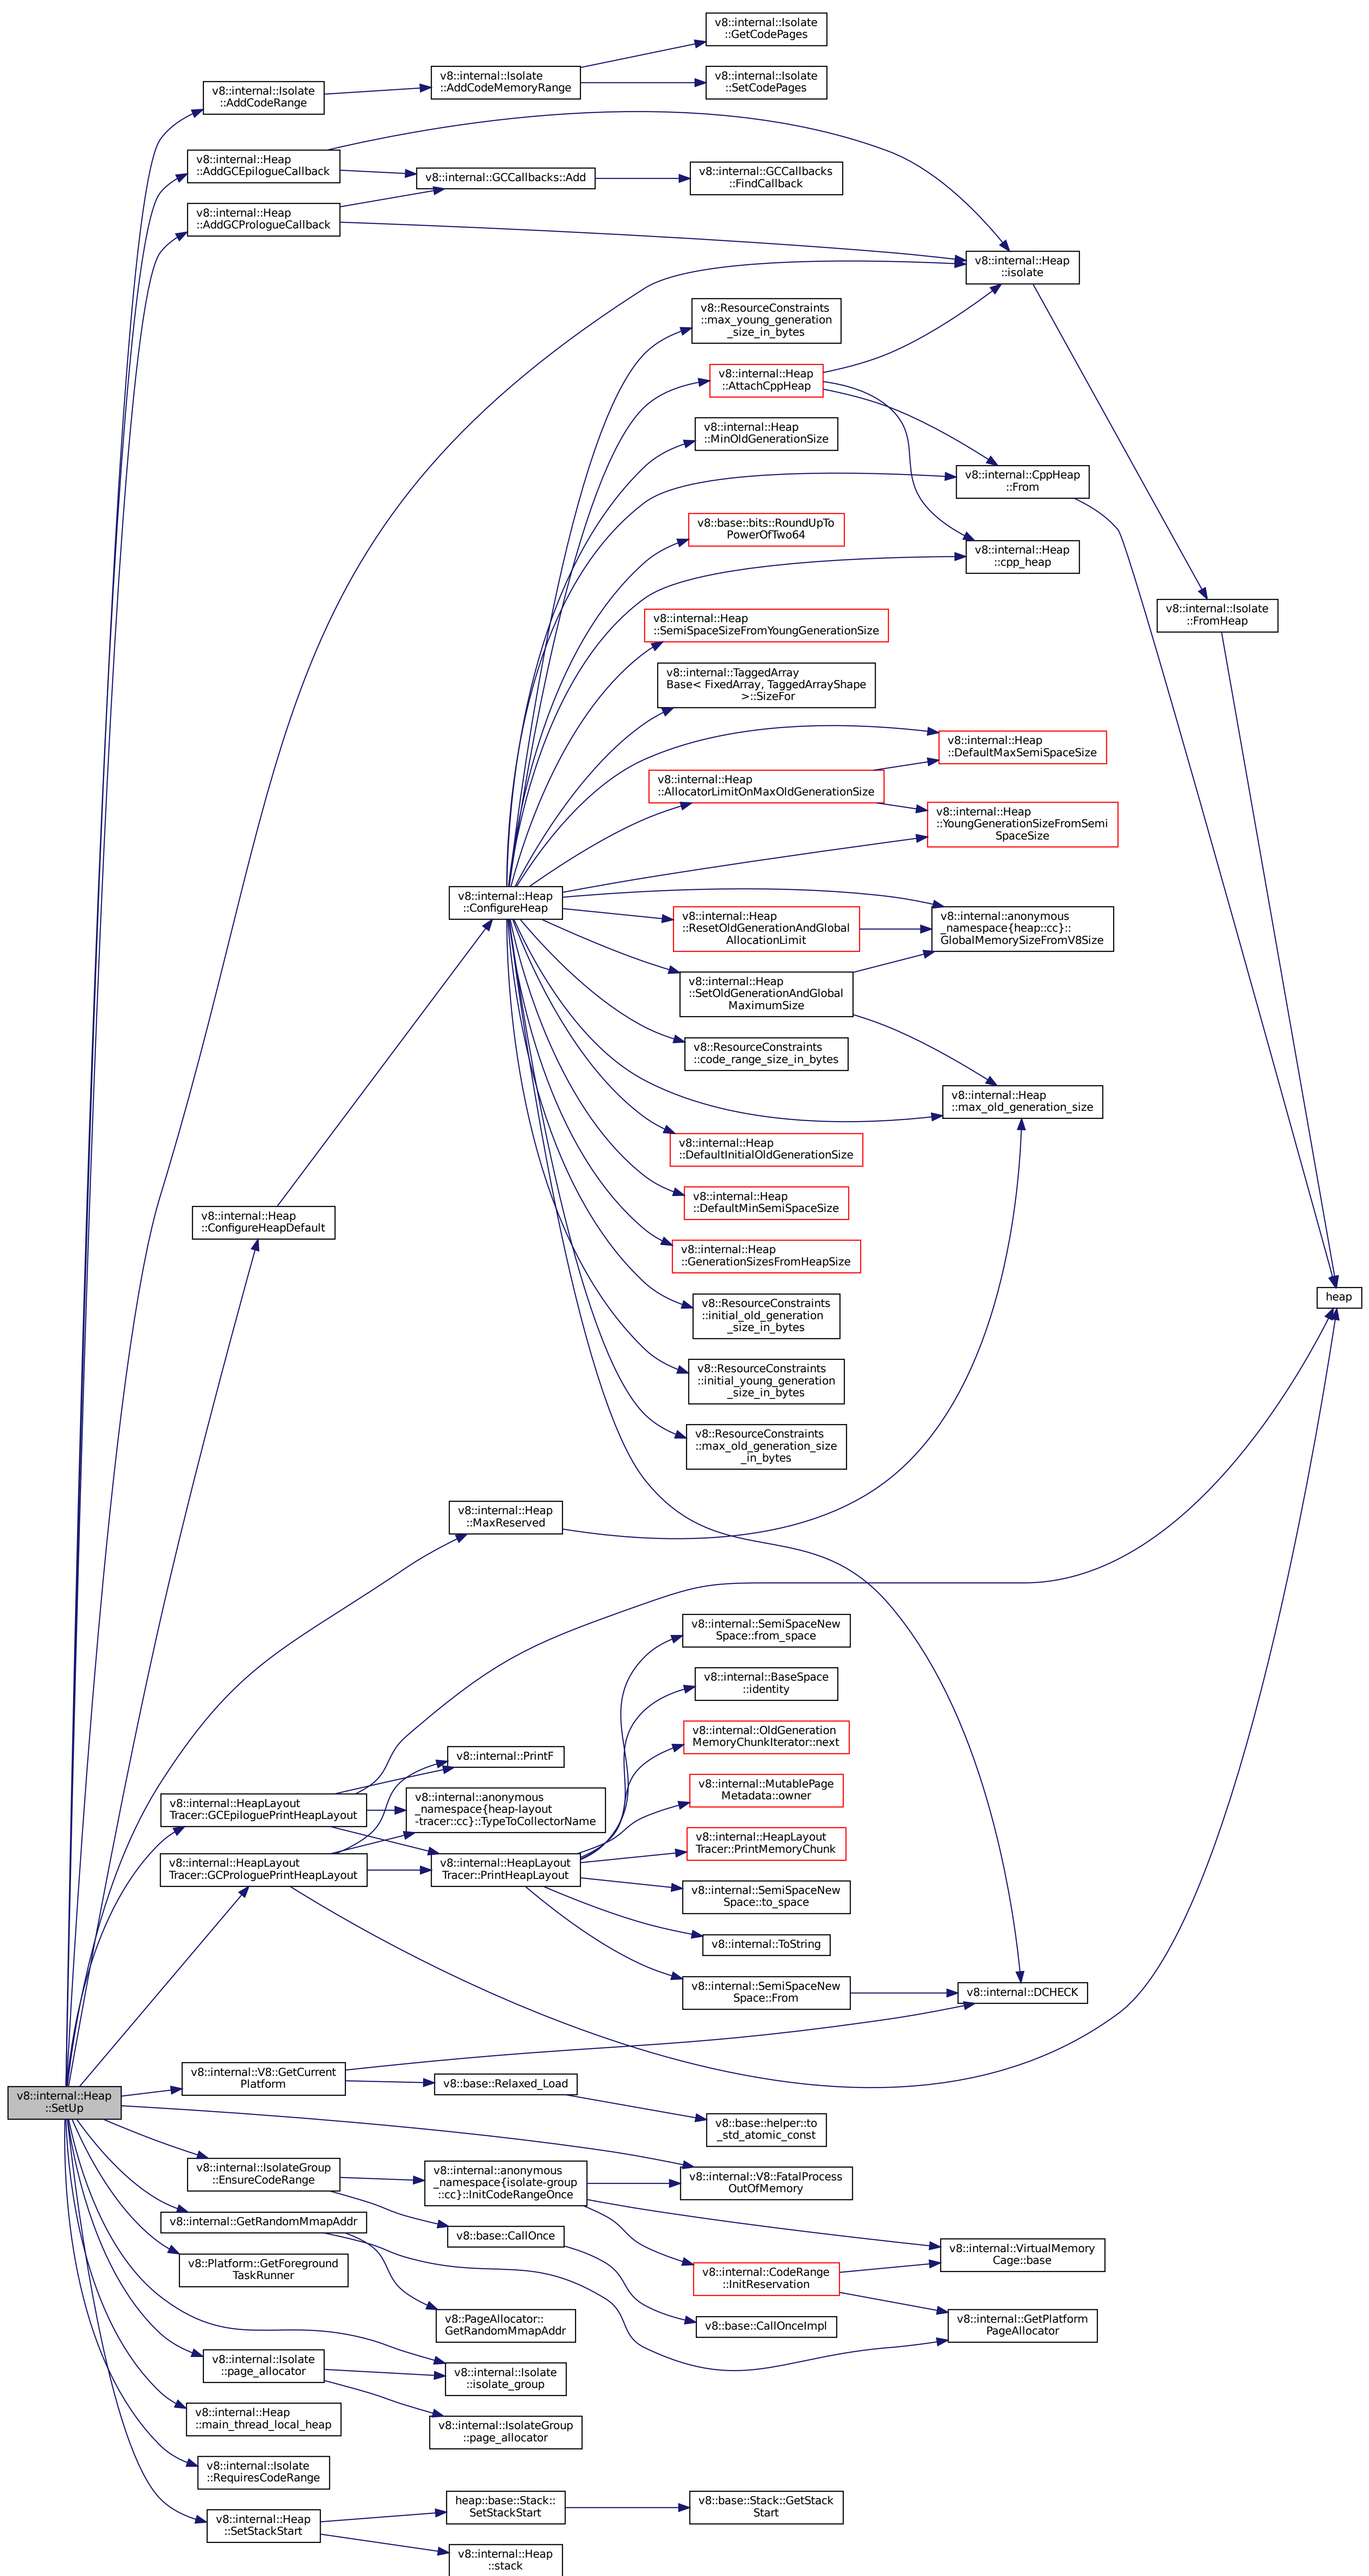 v8::internal::Isolate
::GetCodePages
v8::internal::Isolate
::SetCodePages
v8::internal::Isolate
::AddCodeMemoryRange
v8::internal::Isolate
::AddCodeRange
v8::internal::Heap
::AddGCEpilogueCallback
v8::internal::GCCallbacks::Add
v8::internal::GCCallbacks
::FindCallback
v8::internal::Heap
::AddGCPrologueCallback
v8::internal::Heap
::isolate
v8::ResourceConstraints
::max_young_generation
_size_in_bytes
v8::internal::Heap
::AttachCppHeap
v8::internal::Heap
::MinOldGenerationSize
v8::internal::CppHeap
::From
v8::base::bits::RoundUpTo
PowerOfTwo64
v8::internal::Heap
::cpp_heap
v8::internal::Isolate
::FromHeap
v8::internal::Heap
::SemiSpaceSizeFromYoungGenerationSize
v8::internal::TaggedArray
Base< FixedArray, TaggedArrayShape
>::SizeFor
v8::internal::Heap
::DefaultMaxSemiSpaceSize
v8::internal::Heap
::AllocatorLimitOnMaxOldGenerationSize
v8::internal::Heap
::YoungGenerationSizeFromSemi
SpaceSize
v8::internal::Heap
::ConfigureHeap
v8::internal::Heap
::ResetOldGenerationAndGlobal
AllocationLimit
v8::internal::anonymous
_namespace{heap::cc}::
GlobalMemorySizeFromV8Size
v8::internal::Heap
::SetOldGenerationAndGlobal
MaximumSize
v8::ResourceConstraints
::code_range_size_in_bytes
v8::internal::Heap
::max_old_generation_size
v8::internal::Heap
::DefaultInitialOldGenerationSize
v8::internal::Heap
::DefaultMinSemiSpaceSize
v8::internal::Heap
::ConfigureHeapDefault
v8::internal::Heap
::GenerationSizesFromHeapSize
heap
v8::ResourceConstraints
::initial_old_generation
_size_in_bytes
v8::ResourceConstraints
::initial_young_generation
_size_in_bytes
v8::ResourceConstraints
::max_old_generation_size
_in_bytes
v8::internal::Heap
::MaxReserved
v8::internal::SemiSpaceNew
Space::from_space
v8::internal::BaseSpace
::identity
v8::internal::OldGeneration
MemoryChunkIterator::next
v8::internal::PrintF
v8::internal::HeapLayout
Tracer::GCEpiloguePrintHeapLayout
v8::internal::anonymous
_namespace{heap-layout
-tracer::cc}::TypeToCollectorName
v8::internal::MutablePage
Metadata::owner
v8::internal::HeapLayout
Tracer::PrintMemoryChunk
v8::internal::HeapLayout
Tracer::GCProloguePrintHeapLayout
v8::internal::HeapLayout
Tracer::PrintHeapLayout
v8::internal::SemiSpaceNew
Space::to_space
v8::internal::ToString
v8::internal::SemiSpaceNew
Space::From
v8::internal::DCHECK
v8::internal::V8::GetCurrent
Platform
v8::base::Relaxed_Load
v8::internal::Heap
::SetUp
v8::base::helper::to
_std_atomic_const
v8::internal::IsolateGroup
::EnsureCodeRange
v8::internal::anonymous
_namespace{isolate-group
::cc}::InitCodeRangeOnce
v8::internal::V8::FatalProcess
OutOfMemory
v8::internal::GetRandomMmapAddr
v8::base::CallOnce
v8::internal::VirtualMemory
Cage::base
v8::Platform::GetForeground
TaskRunner
v8::internal::CodeRange
::InitReservation
v8::PageAllocator::
GetRandomMmapAddr
v8::base::CallOnceImpl
v8::internal::GetPlatform
PageAllocator
v8::internal::Isolate
::page_allocator
v8::internal::Isolate
::isolate_group
v8::internal::Heap
::main_thread_local_heap
v8::internal::IsolateGroup
::page_allocator
v8::internal::Isolate
::RequiresCodeRange
v8::internal::Heap
::SetStackStart
heap::base::Stack::
SetStackStart
v8::base::Stack::GetStack
Start
v8::internal::Heap
::stack